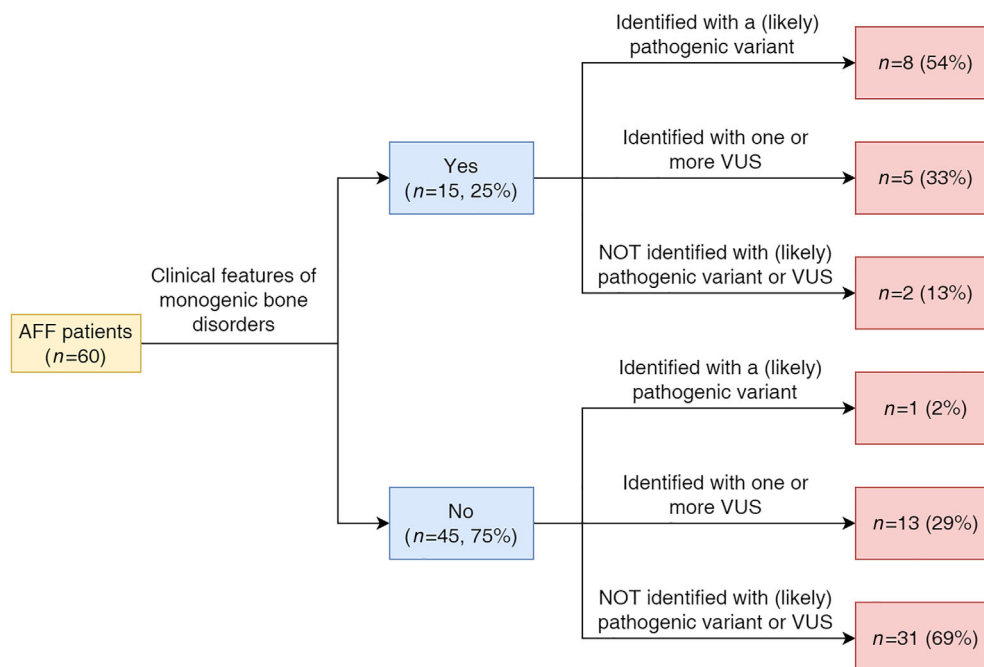 AFF patients
(n=60)
Clinical features of
monogenic bone
disorders
Yes
(n=15, 25%)
Identified with a (likely)
pathogenic variant
n=8 (54%)
Identified with one or
more VUS
n=5 (33%)
NOT identified with (likely)
pathogenic variant or VUS
n=2 (13%)
No
(n=45, 75%)
Identified with a (likely)
pathogenic variant
n=1 (2%)
Identified with one or
more VUS
n=13 (29%)
NOT identified with (likely)
pathogenic variant or VUS
n=31 (69%)